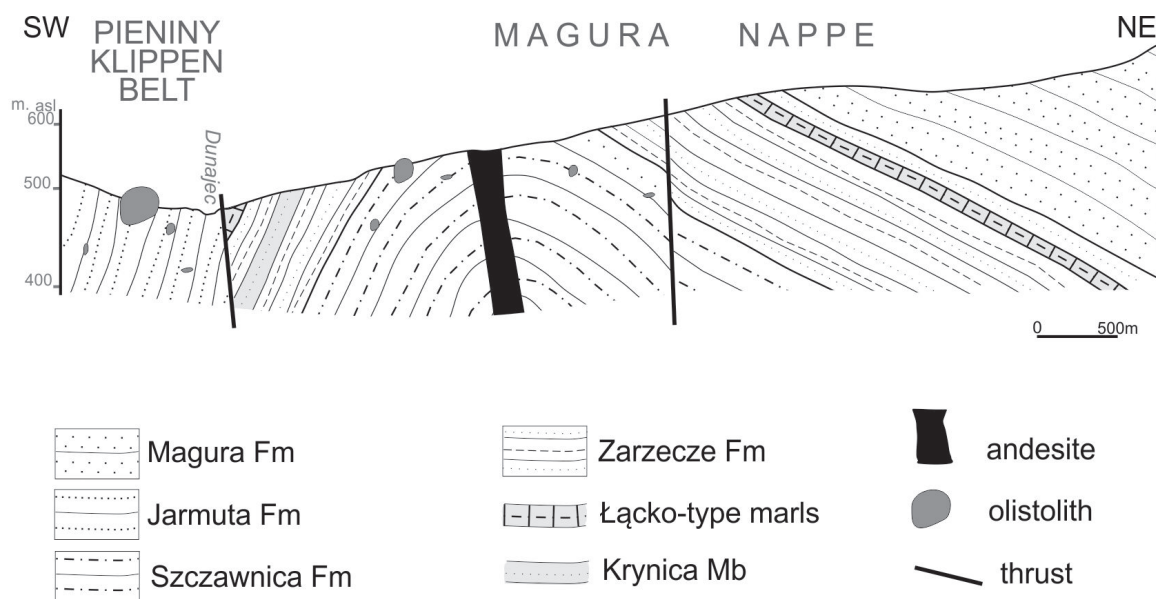 SW
PIENINY
KLIPPEN
BELT
MAGURA NAPPE
NE
m. asl
600
500
400
Dunajec
0 500m
Magura Fm
Jarmuta Fm
Szczawnica Fm
Zarzecze Fm
Łącko-type marls
Krynica Mb
andesite
olistolith
thrust